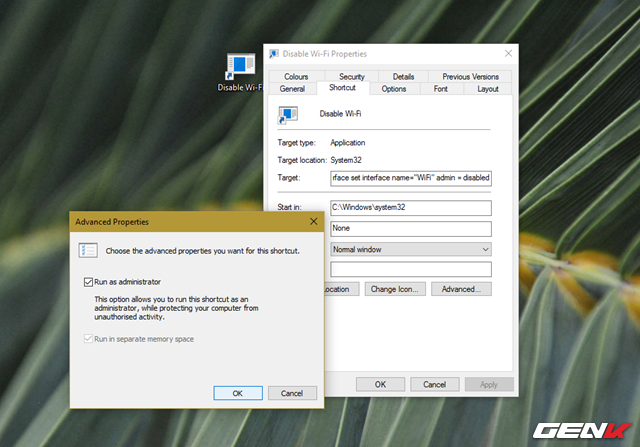 Disable Wi-Fi
Disable Wi-Fi Properties
Colours Security Details Previous Versions
General Shortcut Options Font Layout
Disable Wi-Fi
Target type: Application
Target location: System32
Target: rface set interface name="WiFi" admin = disabled
Start in: C:\Windows\system32
None
Normal window
ocation Change Icon... Advanced...
OK Cancel Apply
Advanced Properties
Choose the advanced properties you want for this shortcut.
Run as administrator
This option allows you to run this shortcut as an
administrator, while protecting your computer from
unauthorised activity.
Run in separate memory space
OK Cancel
GENK